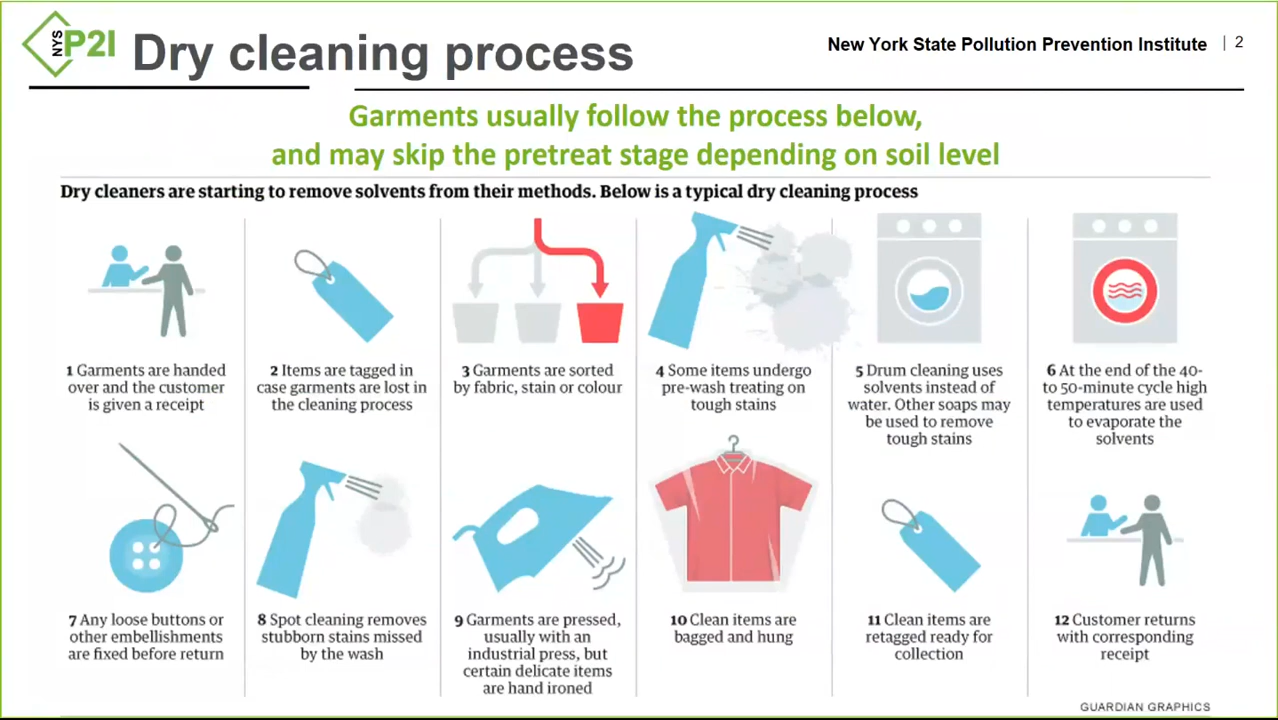 NYS P2I
Dry cleaning process
New York State Pollution Prevention Institute | 2
Garments usually follow the process below,
and may skip the pretreat stage depending on soil level
Dry cleaners are starting to remove solvents from their methods. Below is a typical dry cleaning process
1 Garments are handed
over and the customer
is given a receipt
2 Items are tagged in
case garments are lost in
the cleaning process
3 Garments are sorted
by fabric, stain or colour
4 Some items undergo
pre-wash treating on
tough stains
5 Drum cleaning uses
solvents instead of
water. Other soaps may
be used to remove
tough stains
6 At the end of the 40-
to 50-minute cycle high
temperatures are used
to evaporate the
solvents
7 Any loose buttons or
other embellishments
are fixed before return
8 Spot cleaning removes
stubborn stains missed
by the wash
9 Garments are pressed,
usually with an
industrial press, but
certain delicate items
are hand ironed
10 Clean items are
bagged and hung
11 Clean items are
retagged ready for
collection
12 Customer returns
with corresponding
receipt
GUARDIAN GRAPHICS